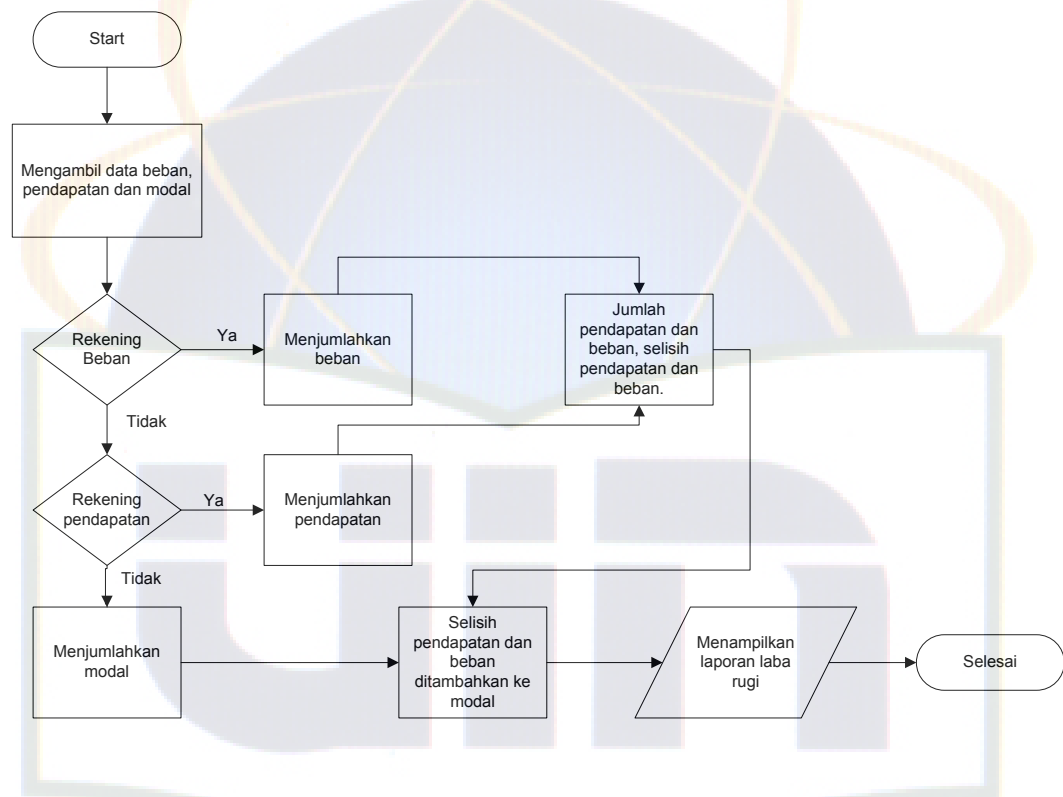 Start
Mengambil data beban,
pendapatan dan modal
Rekening
Beban
Ya
Menjumlahkan
beban
Jumlah
pendapatan dan
beban, selisih
pendapatan dan
beban.
Tidak
Rekening
pendapatan
Ya
Menjumlahkan
pendapatan
Tidak
Menjumlahkan
modal
Selisih
pendapatan dan
beban
ditambahkan ke
modal
Menampilkan
laporan laba
rugi
Selesai
uin